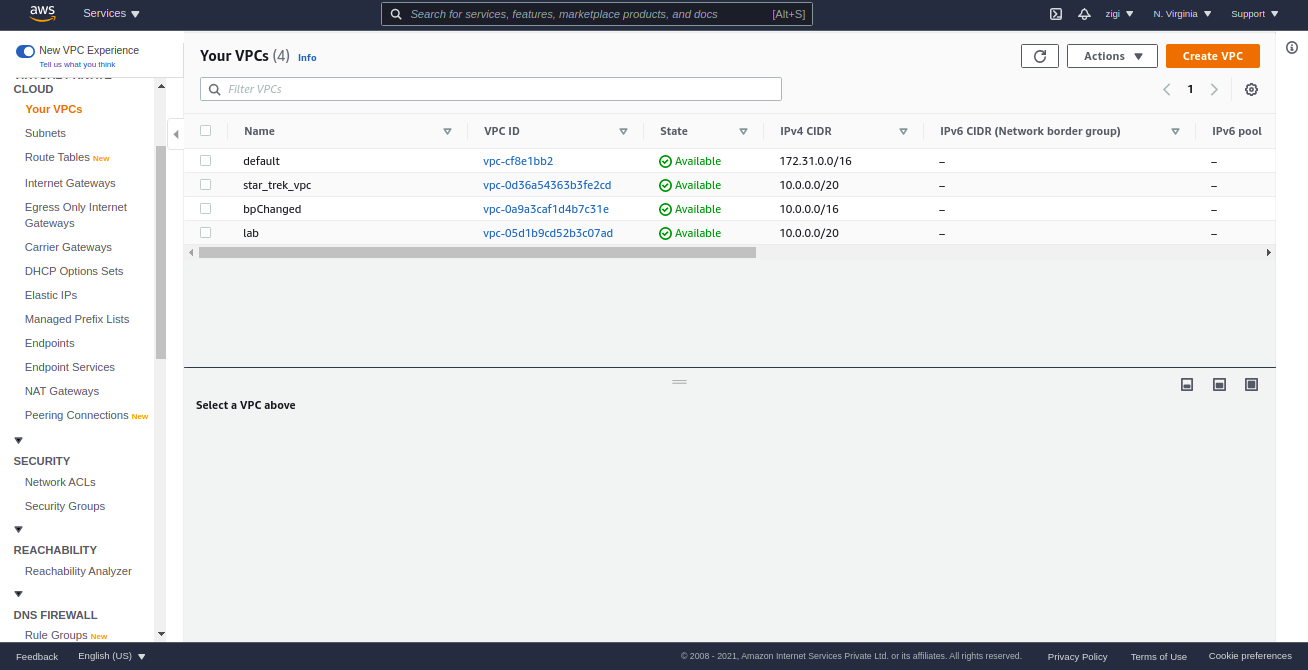 aws Services Search for services, features, marketplace products, and docs [Alt+S] zigi N. Virginia Support
New VPC Experience
Tell us what you think
VIRTUAL PRIVATE
CLOUD
Your VPCs
Subnets
Route Tables New
Internet Gateways
Egress Only Internet
Gateways
Carrier Gateways
DHCP Options Sets
Elastic IPs
Managed Prefix Lists
Endpoints
Endpoint Services
NAT Gateways
Peering Connections New
SECURITY
Network ACLs
Security Groups
REACHABILITY
Reachability Analyzer
DNS FIREWALL
Rule Groups New
Your VPCs (4) Info
Actions Create VPC
Filter VPCs
1
Name VPC ID State IPv4 CIDR IPv6 CIDR (Network border group) IPv6 pool
default vpc-cf8e1bb2 Available 172.31.0.0/16 – –
star_trek_vpc vpc-0d36a54363b3fe2cd Available 10.0.0.0/20 – –
bpChanged vpc-0a9a3caf1d4b7c31e Available 10.0.0.0/16 – –
lab vpc-05d1b9cd52b3c07ad Available 10.0.0.0/20 – –
Select a VPC above
Feedback English (US) © 2008 - 2021, Amazon Internet Services Private Ltd. or its affiliates. All rights reserved. Privacy Policy Terms of Use Cookie preferences